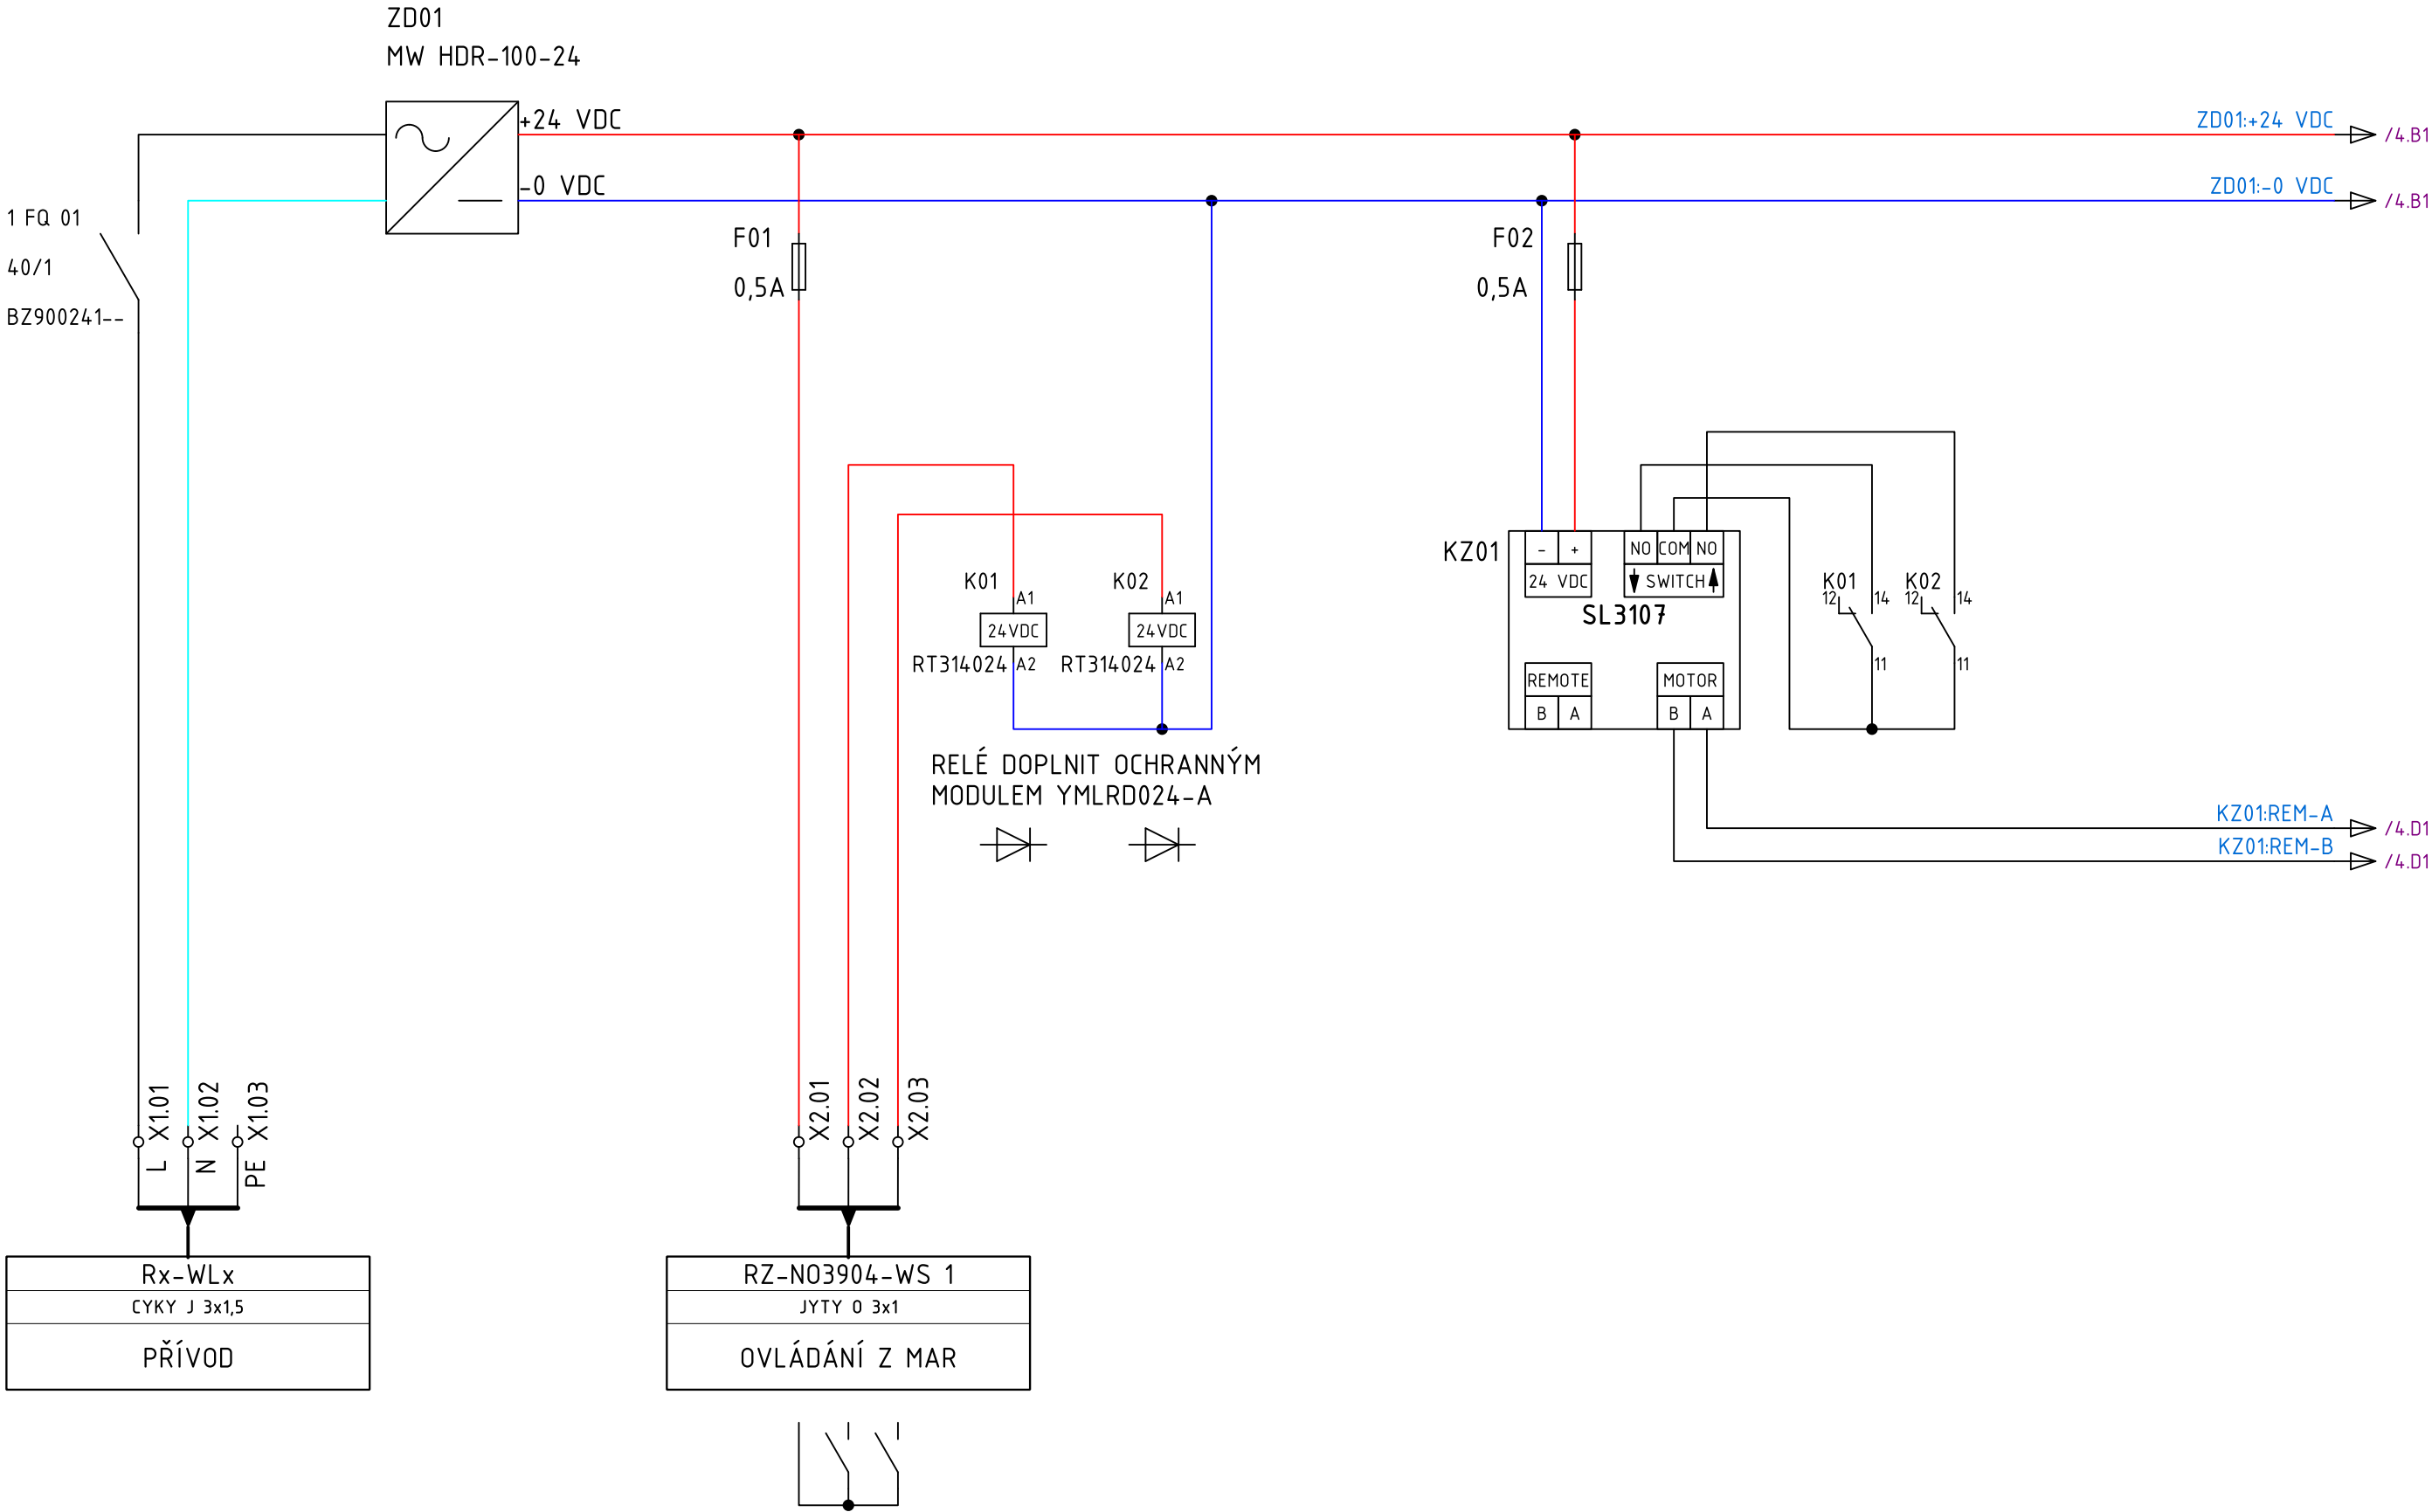 ZD01
MW HDR-100-24
+24 VDC
-0 VDC
ZD01:+24 VDC
/4.B1
ZD01:-0 VDC
/4.B1
1 FQ 01
40/1
BZ900241--
F01
0,5A
F02
0,5A
K01
A1
24VDC
RT314024
A2
K02
A1
24VDC
RT314024
A2
RELÉ DOPLNIT OCHRANNÝM
MODULEM YMLRD024-A
KZ01
- +
24 VDC
NO COM NO
SWITCH
SL3107
REMOTE
B A
MOTOR
B A
K01
12
14
11
K02
12
14
11
KZ01:REM-A
/4.D1
KZ01:REM-B
/4.D1
X1.01
X1.02
X1.03
L
N
PE
X2.01
X2.02
X2.03
Rx-WLx
CYKY J 3x1,5
PŘÍVOD
RZ-NO3904-WS 1
JYTY O 3x1
OVLÁDÁNÍ Z MAR